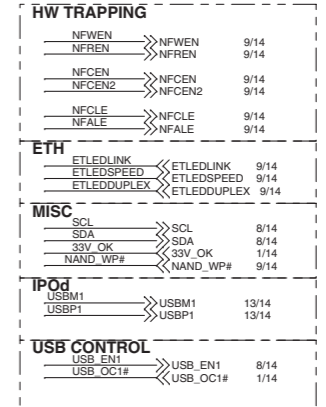 HW TRAPPING
NFWEN NFWEN 9/14
NFREN NFREN 9/14
NFCEN NFCEN 9/14
NFCEN2 NFCEN2 9/14
NFCLE NFCLE 9/14
NFALE NFALE 9/14
ETH
ETLEDLINK ETLEDLINK 9/14
ETLEDSPEED ETLEDSPEED 9/14
ETLEDDUPLEX ETLEDDUPLEX 9/14
MISC
SCL SCL 8/14
SDA SDA 8/14
33V_OK 33V_OK 1/14
NAND_WP# NAND_WP# 9/14
IPOd
USBM1 USBM1 13/14
USBP1 USBP1 13/14
USB CONTROL
USB_EN1 USB_EN1 8/14
USB_OC1# USB_OC1# 1/14